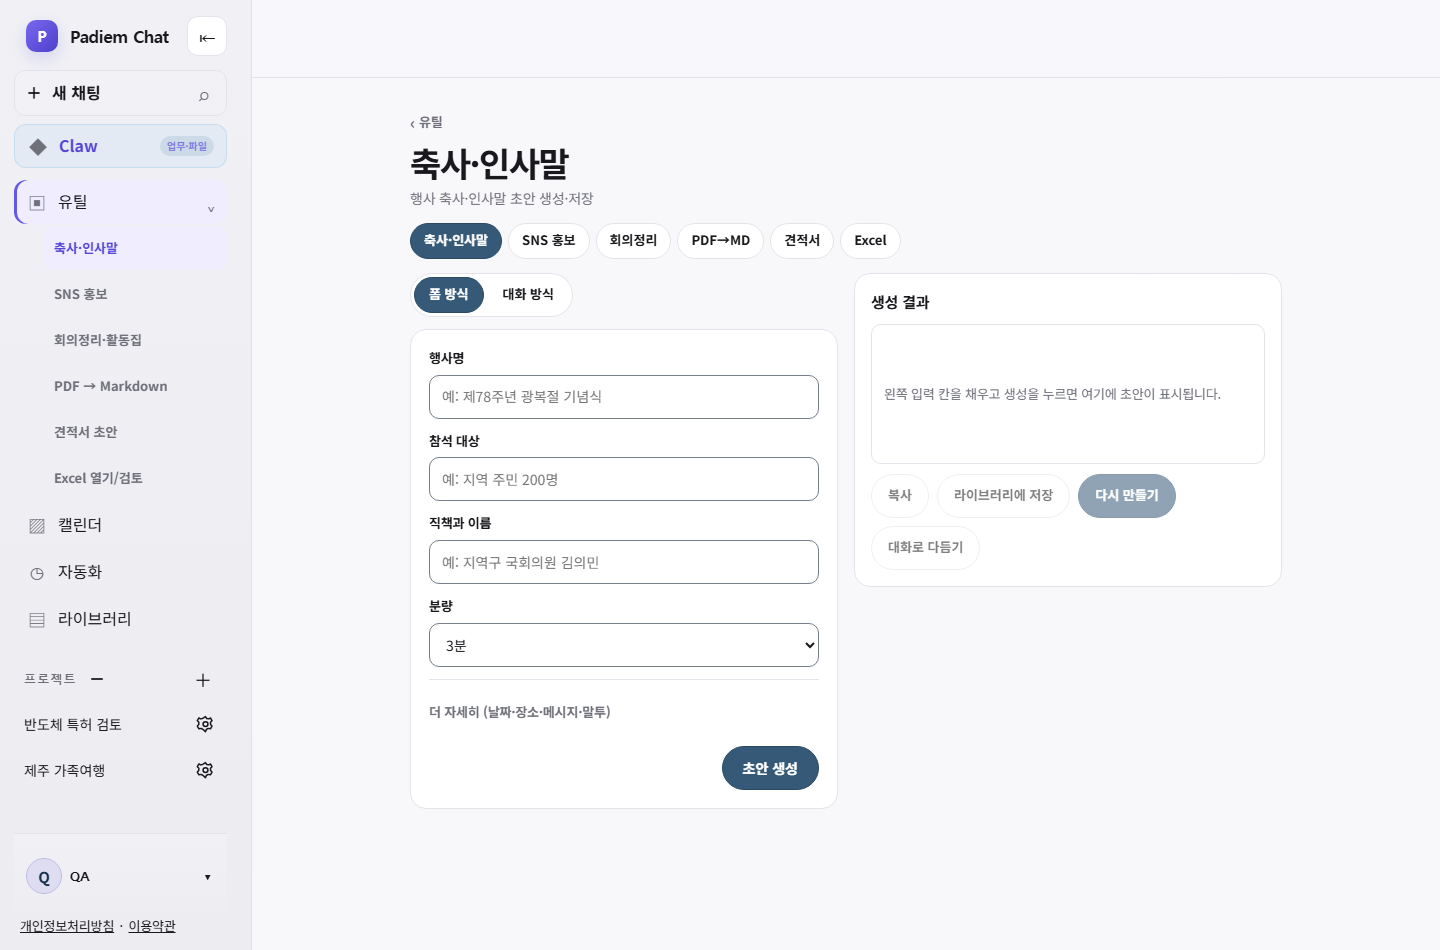 P Padiem Chat
+ 새 채팅
Claw 업무·파일
유틸
축사·인사말
SNS 홍보
회의정리·활동집
PDF → Markdown
견적서 초안
Excel 열기/검토
캘린더
자동화
라이브러리
프로젝트
반도체 특허 검토
제주 가족여행
Q QA
개인정보처리방침 · 이용약관
‹ 유틸
축사·인사말
행사 축사·인사말 초안 생성·저장
축사·인사말 SNS 홍보 회의정리 PDF→MD 견적서 Excel
폼 방식 대화 방식
행사명
예: 제78주년 광복절 기념식
참석 대상
예: 지역 주민 200명
직책과 이름
예: 지역구 국회의원 김의민
분량
3분
더 자세히 (날짜·장소·메시지·말투)
초안 생성
생성 결과
왼쪽 입력 칸을 채우고 생성을 누르면 여기에 초안이 표시됩니다.
복사 라이브러리에 저장 다시 만들기
대화로 다듬기